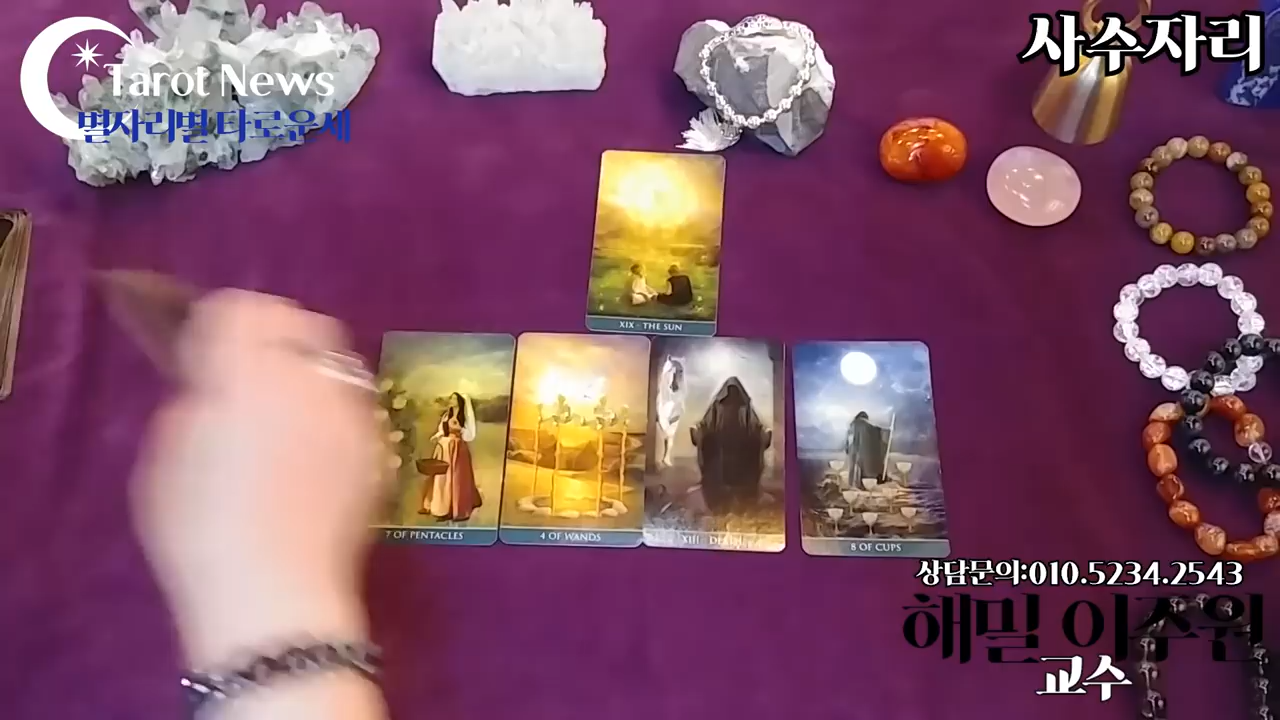 Tarot News
별자리별 타로운세
사수자리
XIX · THE SUN
7 OF PENTACLES
4 OF WANDS
XIII DEATH
8 OF CUPS
상담문의:010.5234.2543
해밀 이주원
교수